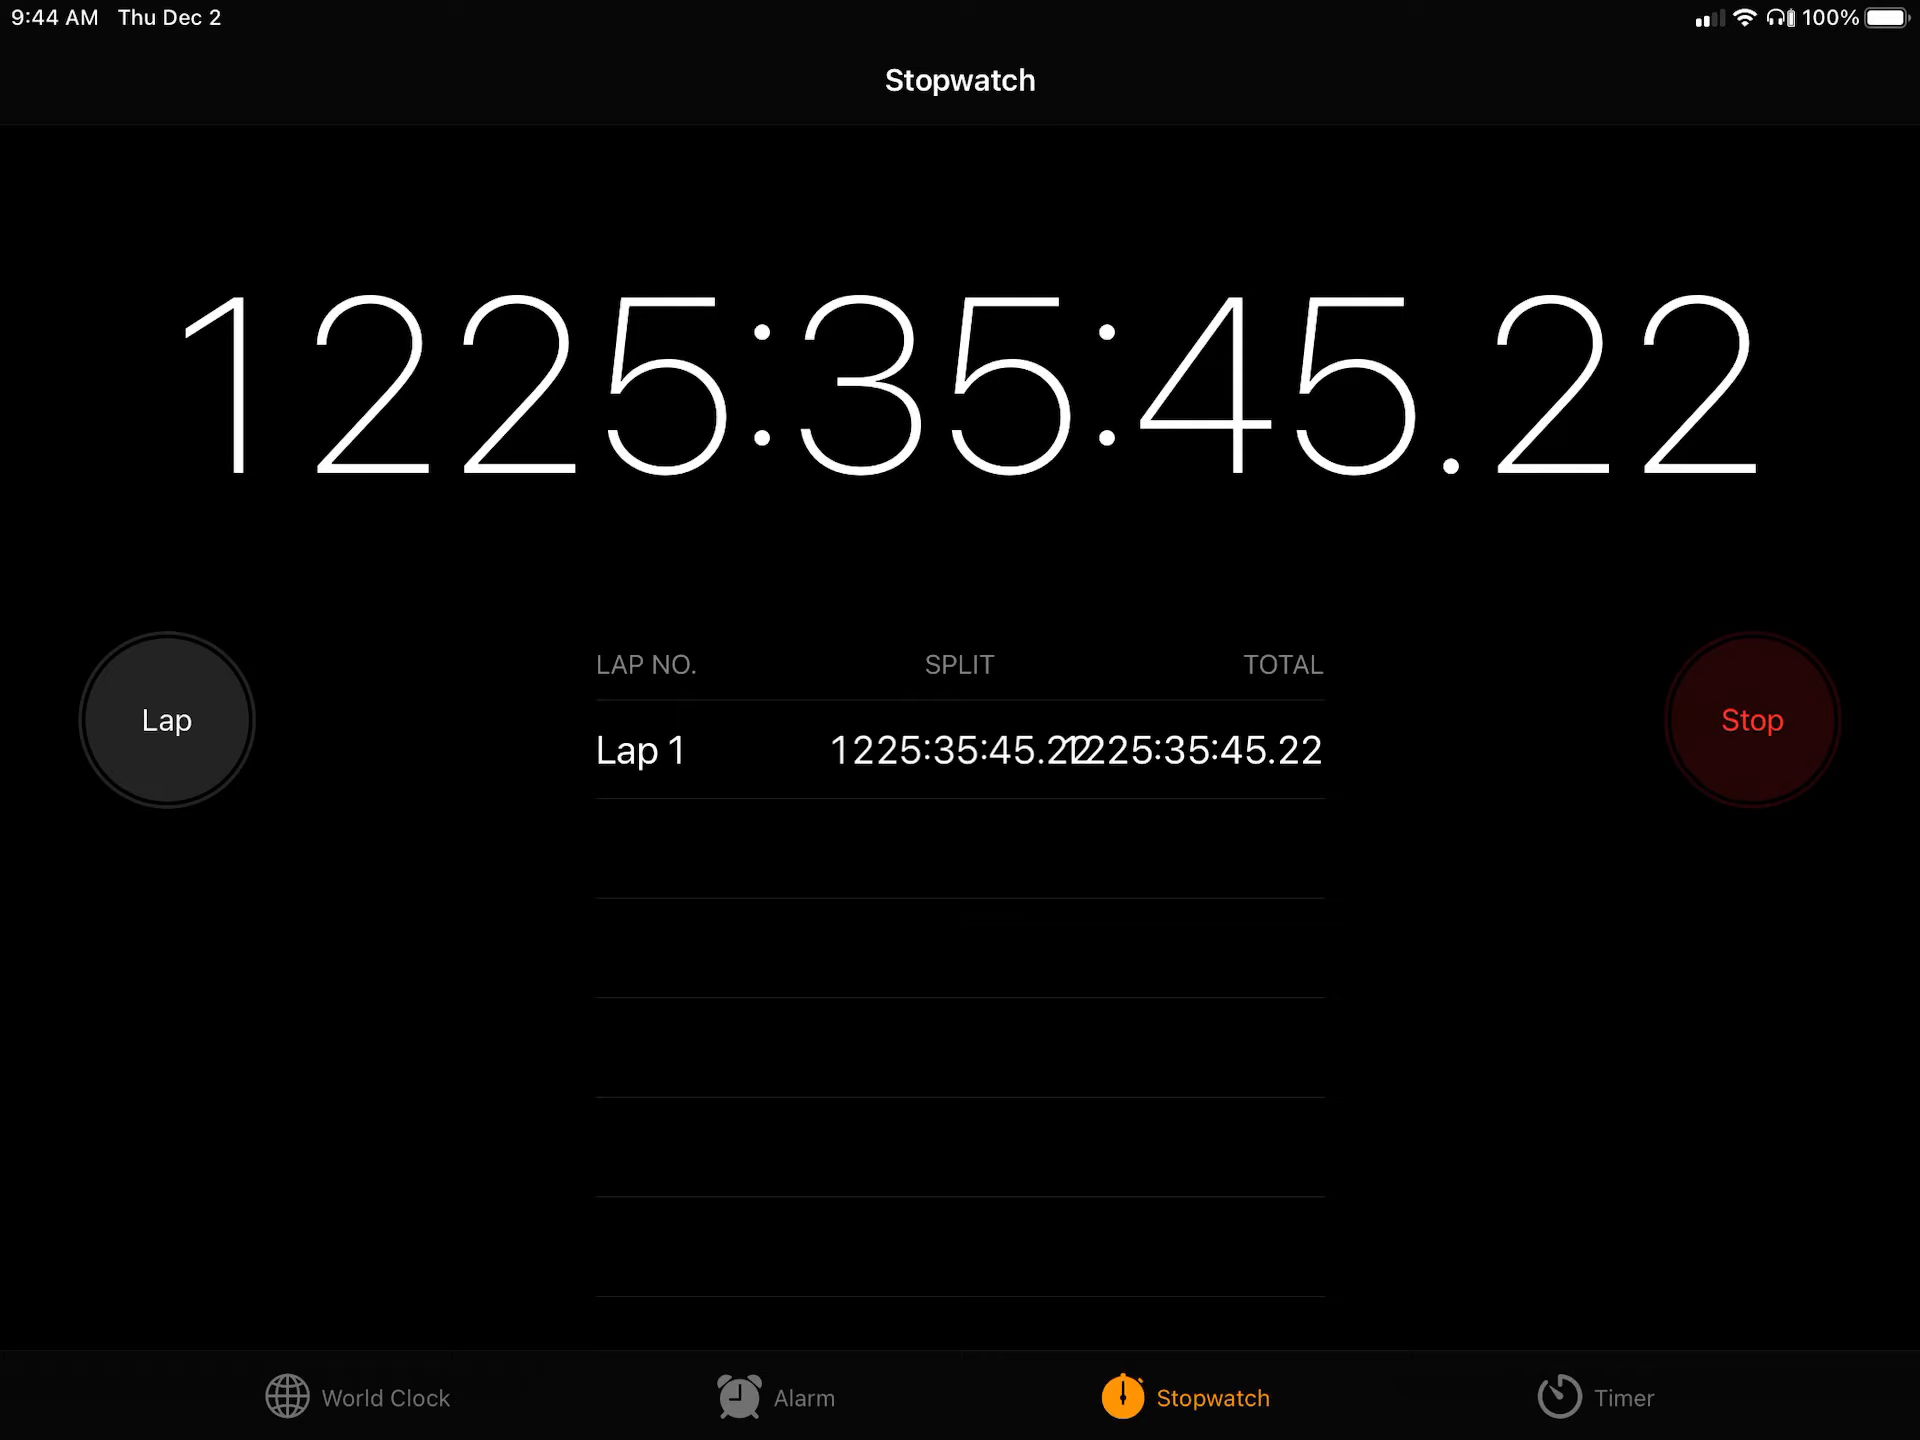 9:44 AM Thu Dec 2 100%
Stopwatch
1225:35:45.22
LAP NO. SPLIT TOTAL
Lap 1 1225:35:45.22 1225:35:45.22
Lap
Stop
World Clock Alarm Stopwatch Timer